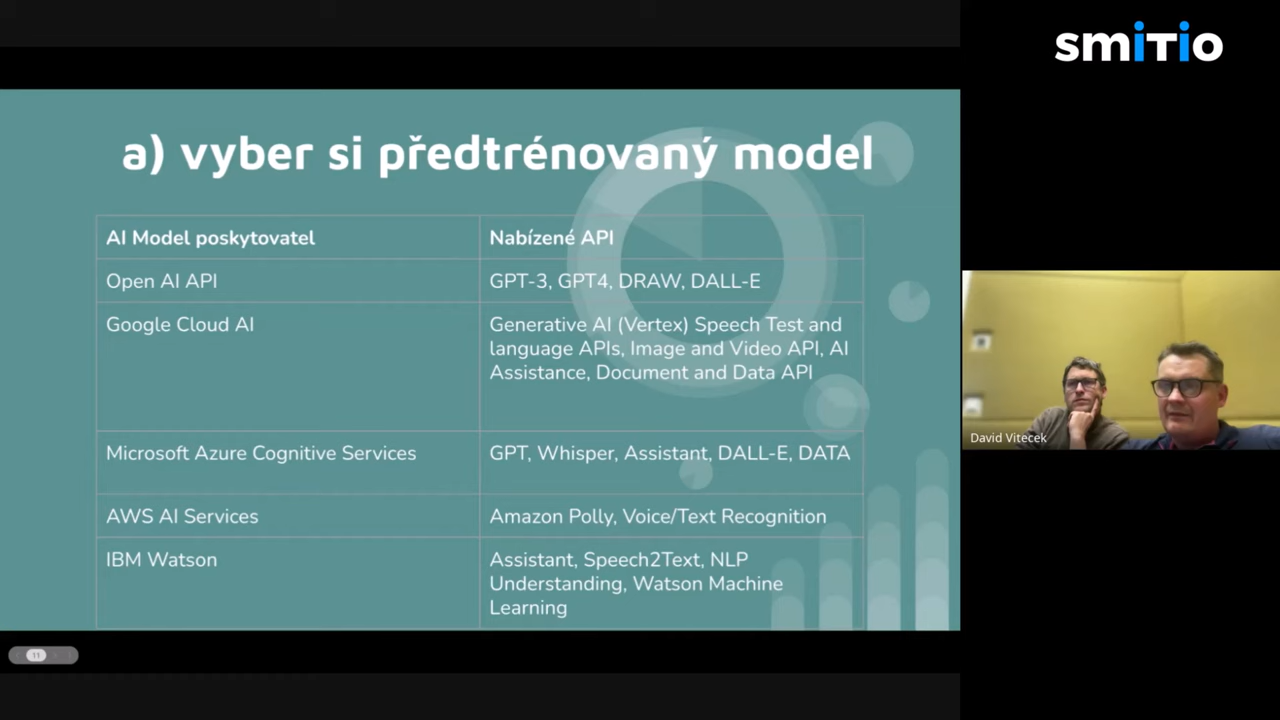 smiTio
a) vyber si předtrénovaný model
AI Model poskytovatel
Nabízené API
Open AI API
GPT-3, GPT4, DRAW, DALL-E
Google Cloud AI
Generative AI (Vertex) Speech Test and
language APIs, Image and Video API, AI
Assistance, Document and Data API
Microsoft Azure Cognitive Services
GPT, Whisper, Assistant, DALL-E, DATA
AWS AI Services
Amazon Polly, Voice/Text Recognition
IBM Watson
Assistant, Speech2Text, NLP
Understanding, Watson Machine
Learning
David Vitecek
11